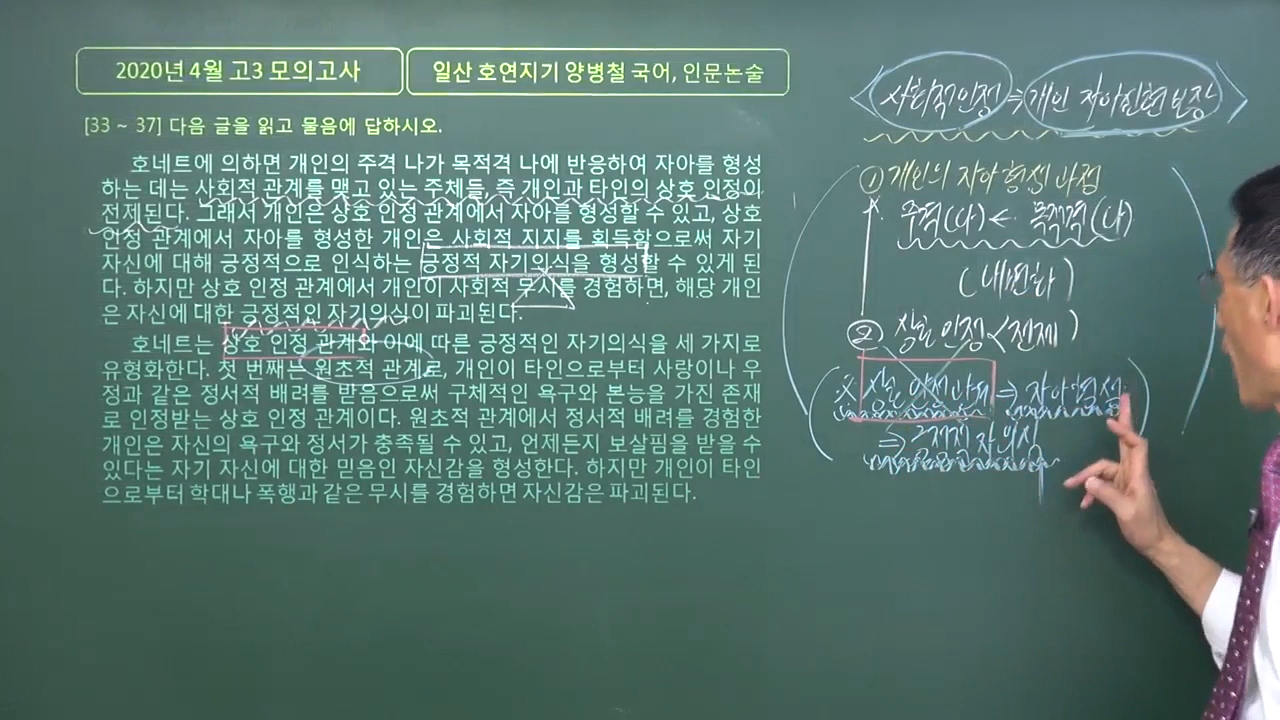 2020년 4월 고3 모의고사
일산 호연지기 양병철 국어, 인문논술
[33 ~ 37] 다음 글을 읽고 물음에 답하시오.
호네트에 의하면 개인의 주격 나가 목적격 나에 반응하여 자아를 형성
하는 데는 사회적 관계를 맺고 있는 주체들, 즉 개인과 타인의 상호 인정이
전제된다. 그래서 개인은 상호 인정 관계에서 자아를 형성할 수 있고, 상호
인정 관계에서 자아를 형성한 개인은 사회적 지지를 획득함으로써 자기
자신에 대해 긍정적으로 인식하는 긍정적 자기의식을 형성할 수 있게 된
다. 하지만 상호 인정 관계에서 개인이 사회적 무시를 경험하면, 해당 개인
은 자신에 대한 긍정적인 자기의식이 파괴된다.
호네트는 상호 인정 관계와 이에 따른 긍정적인 자기의식을 세 가지로
유형화한다. 첫 번째는 원초적 관계로, 개인이 타인으로부터 사랑이나 우
정과 같은 정서적 배려를 받음으로써 구체적인 욕구와 본능을 가진 존재
로 인정받는 상호 인정 관계이다. 원초적 관계에서 정서적 배려를 경험한
개인은 자신의 욕구와 정서가 충족될 수 있고, 언제든지 보살핌을 받을 수
있다는 자기 자신에 대한 믿음인 자신감을 형성한다. 하지만 개인이 타인
으로부터 학대나 폭행과 같은 무시를 경험하면 자신감은 파괴된다.
<사회적 인정 ⇒ 개인 자아실현 보장>
① 개인의 자아 형성 과정
주격(나) ← 목적격(나)
(내면화)
② 상호 인정 <전제>
※ 상호 인정 관계 ⇒ 자아형성
⇒ 긍정적 자기의식